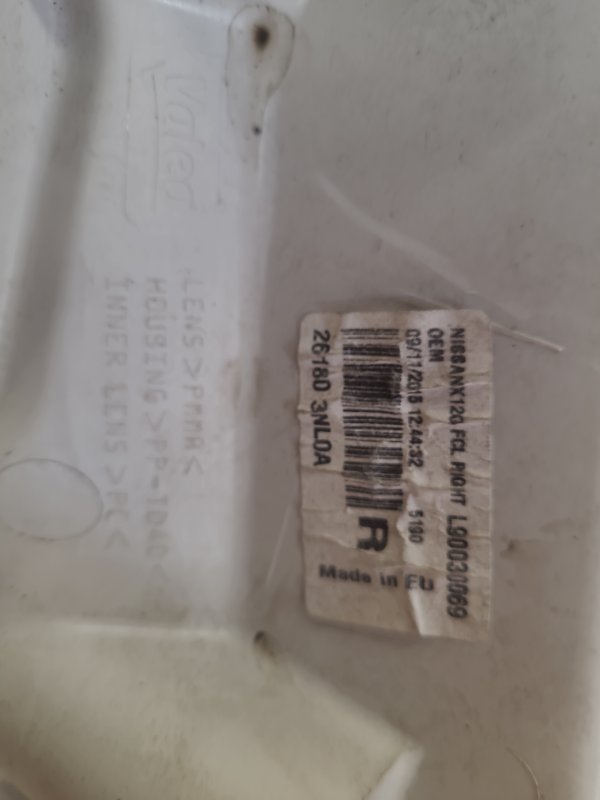 Valeo
LENS>PMMA<
HOUSING>PP-TD40<
INNER LENS>PC<
NISSANX12G FGL RIGHT L90030069
OEM
09/11/2018 12:44:32 5190
R
26180 3NL0A
Made in EU